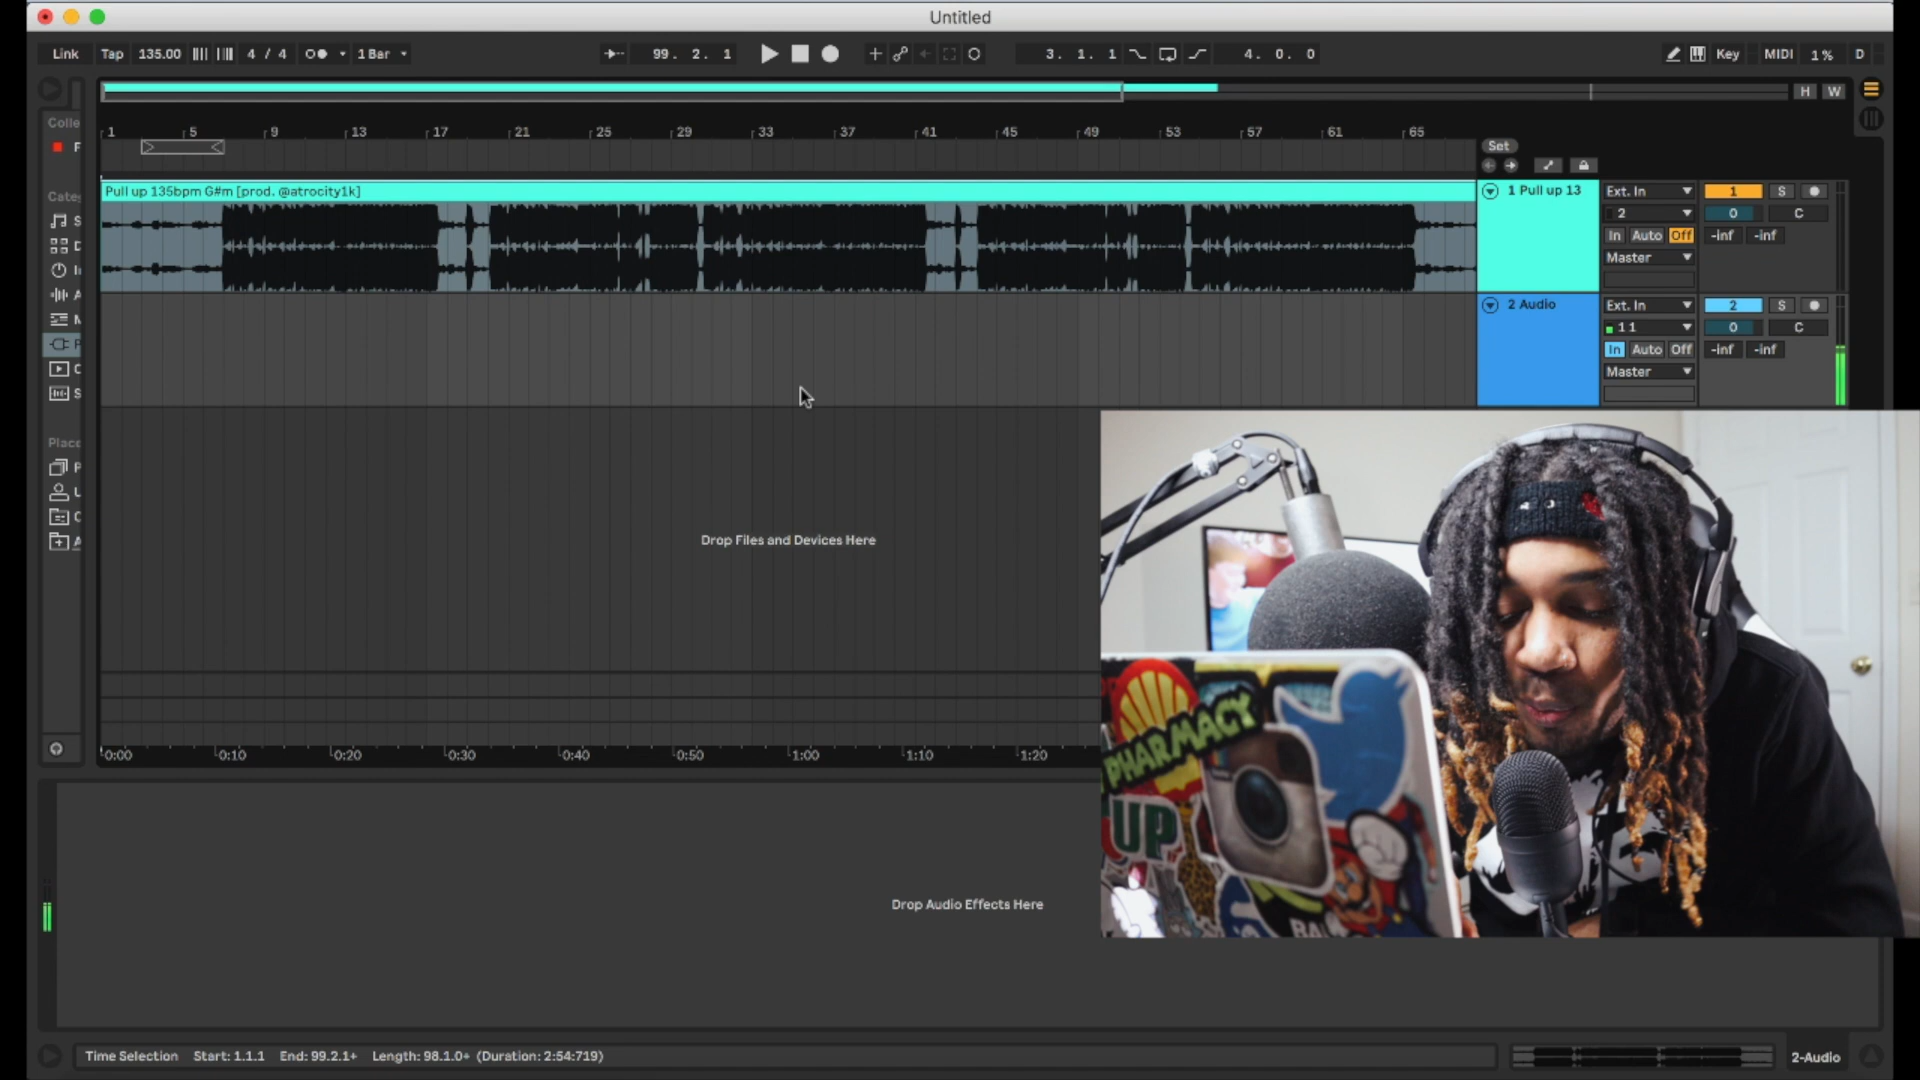 Untitled
Link Tap 135.00 4 / 4 1 Bar 99. 2. 1 3. 1. 1 4. 0. 0 Key MIDI 1 % D
H W
1 5 9 13 17 21 25 29 33 37 41 45 49 53 57 61 65
Set
Colle
F
Cate
S
D
A
P
C
S
Place
P
C
A
Pull up 135bpm G#m [prod. @atrocity1k]
1 Pull up 13 Ext. In 1 S
2 0 C
In Auto Off -inf -inf
Master
2 Audio Ext. In 2 S
1 1 0 C
In Auto Off -inf -inf
Master
Drop Files and Devices Here
0:00 0:10 0:20 0:30 0:40 0:50 1:00 1:10 1:20
PHARMACY
UP
Drop Audio Effects Here
Time Selection Start: 1.1.1 End: 99.2.1+ Length: 98.1.0+ (Duration: 2:54:719)
2-Audio